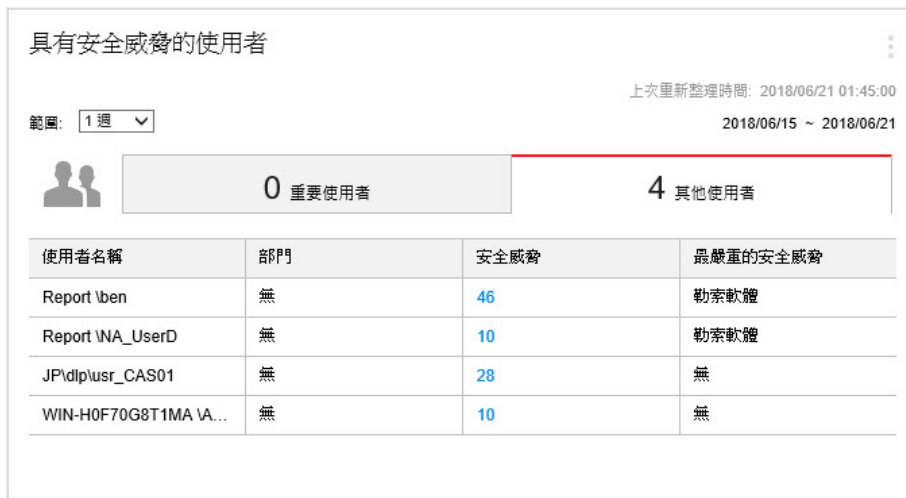 具有安全威脅的使用者
上次重新整理時間: 2018/06/21 01:45:00
範圍: 1 週
2018/06/15 ~ 2018/06/21
0 重要使用者
4 其他使用者
使用者名稱 部門 安全威脅 最嚴重的安全威脅
Report \ben 無 46 勒索軟體
Report \NA_UserD 無 10 勒索軟體
JP\dlp\usr_CAS01 無 28 無
WIN-H0F70G8T1MA \A... 無 10 無